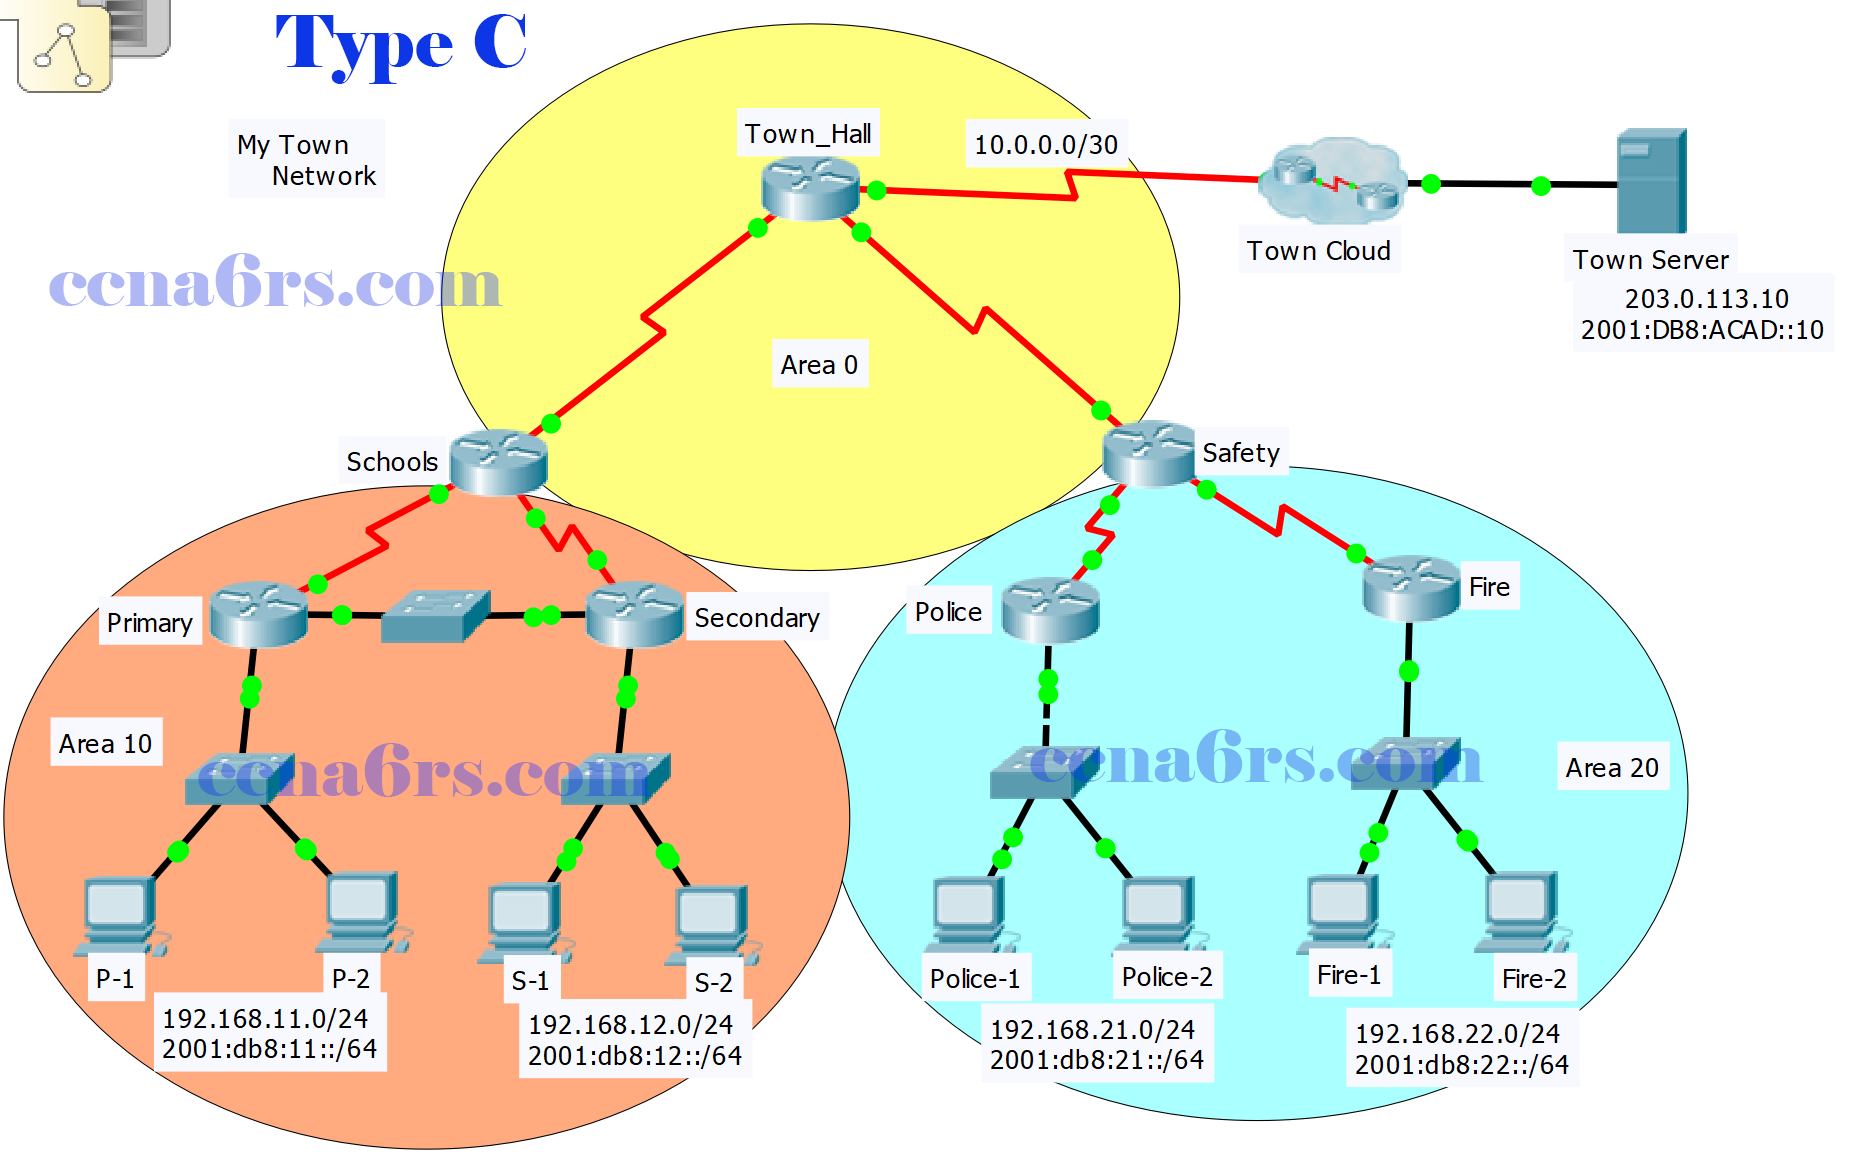 Type C
My Town
Network
Town_Hall
10.0.0.0/30
Town Cloud
Town Server
203.0.113.10
2001:DB8:ACAD::10
ccna6rs.com
Area 0
Schools
Safety
Primary
Secondary
Police
Fire
Area 10
ccna6rs.com
ccna6rs.com
Area 20
P-1
P-2
S-1
S-2
Police-1
Police-2
Fire-1
Fire-2
192.168.11.0/24
2001:db8:11::/64
192.168.12.0/24
2001:db8:12::/64
192.168.21.0/24
2001:db8:21::/64
192.168.22.0/24
2001:db8:22::/64